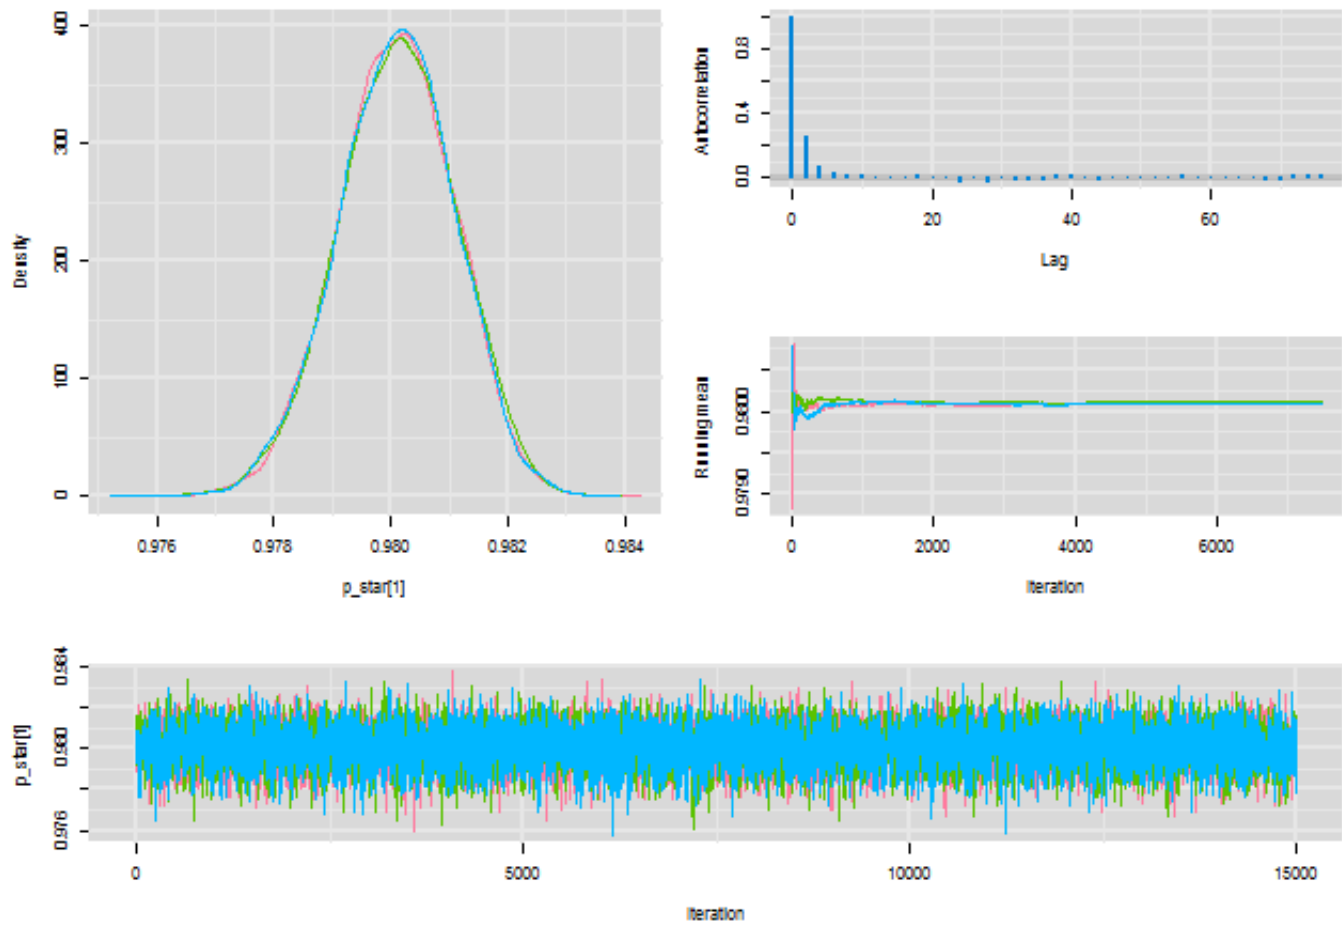 400
300
200
100
0
Density
0.976 0.978 0.980 0.982 0.984
p_star[1]
0.8
0.4
0.0
Autocorrelation
0 20 40 60
Lag
0.9800
0.9790
Running mean
0 2000 4000 6000
Iteration
0.984
0.980
0.976
p_star[1]
0 5000 10000 15000
Iteration